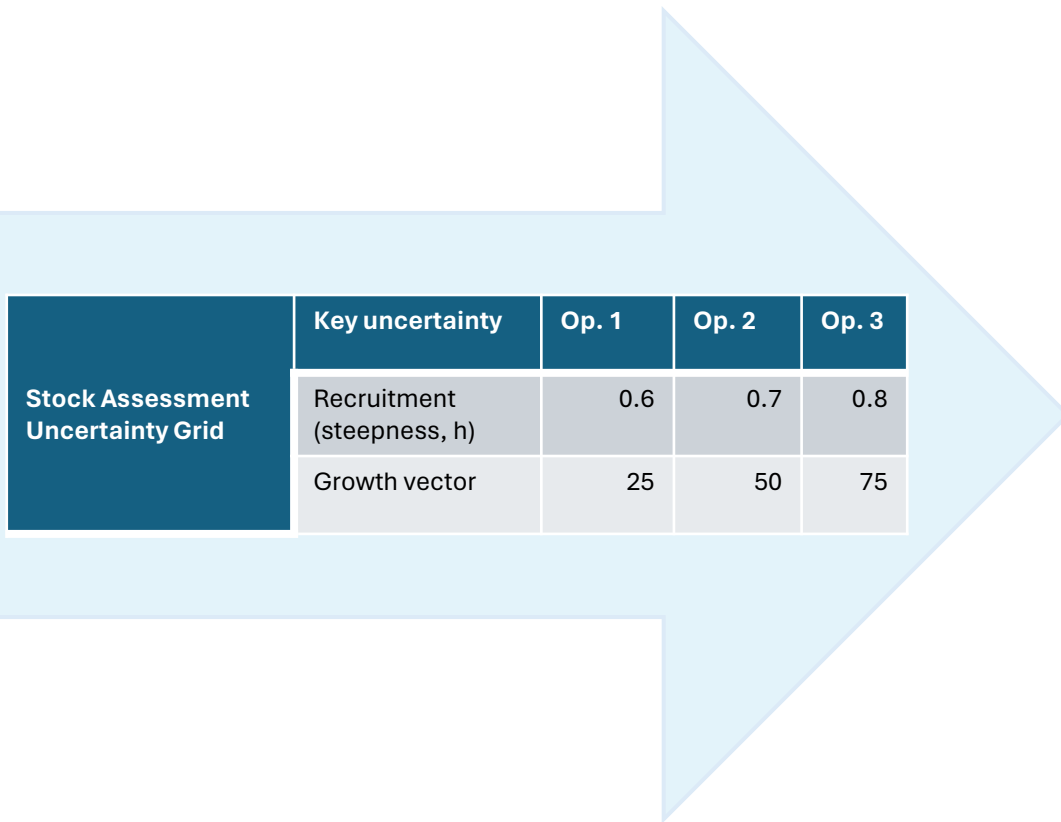 Key uncertainty Op. 1 Op. 2 Op. 3
Stock Assessment
Uncertainty Grid
Recruitment
(steepness, h)
0.6 0.7 0.8
Growth vector 25 50 75